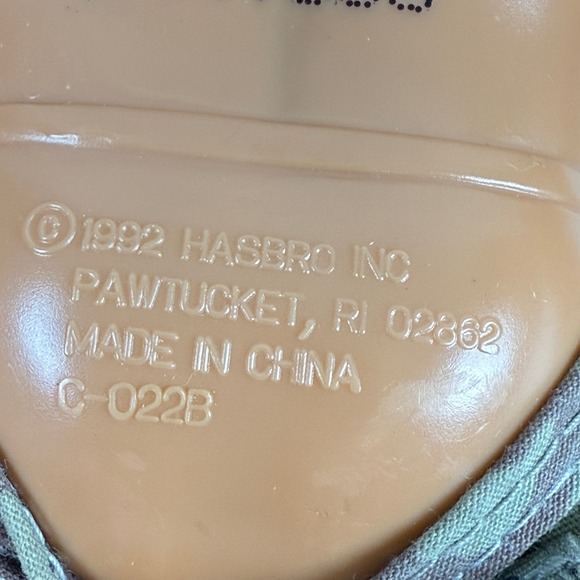 ©1992 HASBRO INC
PAWTUCKET, RI 02862
MADE IN CHINA
C-022B